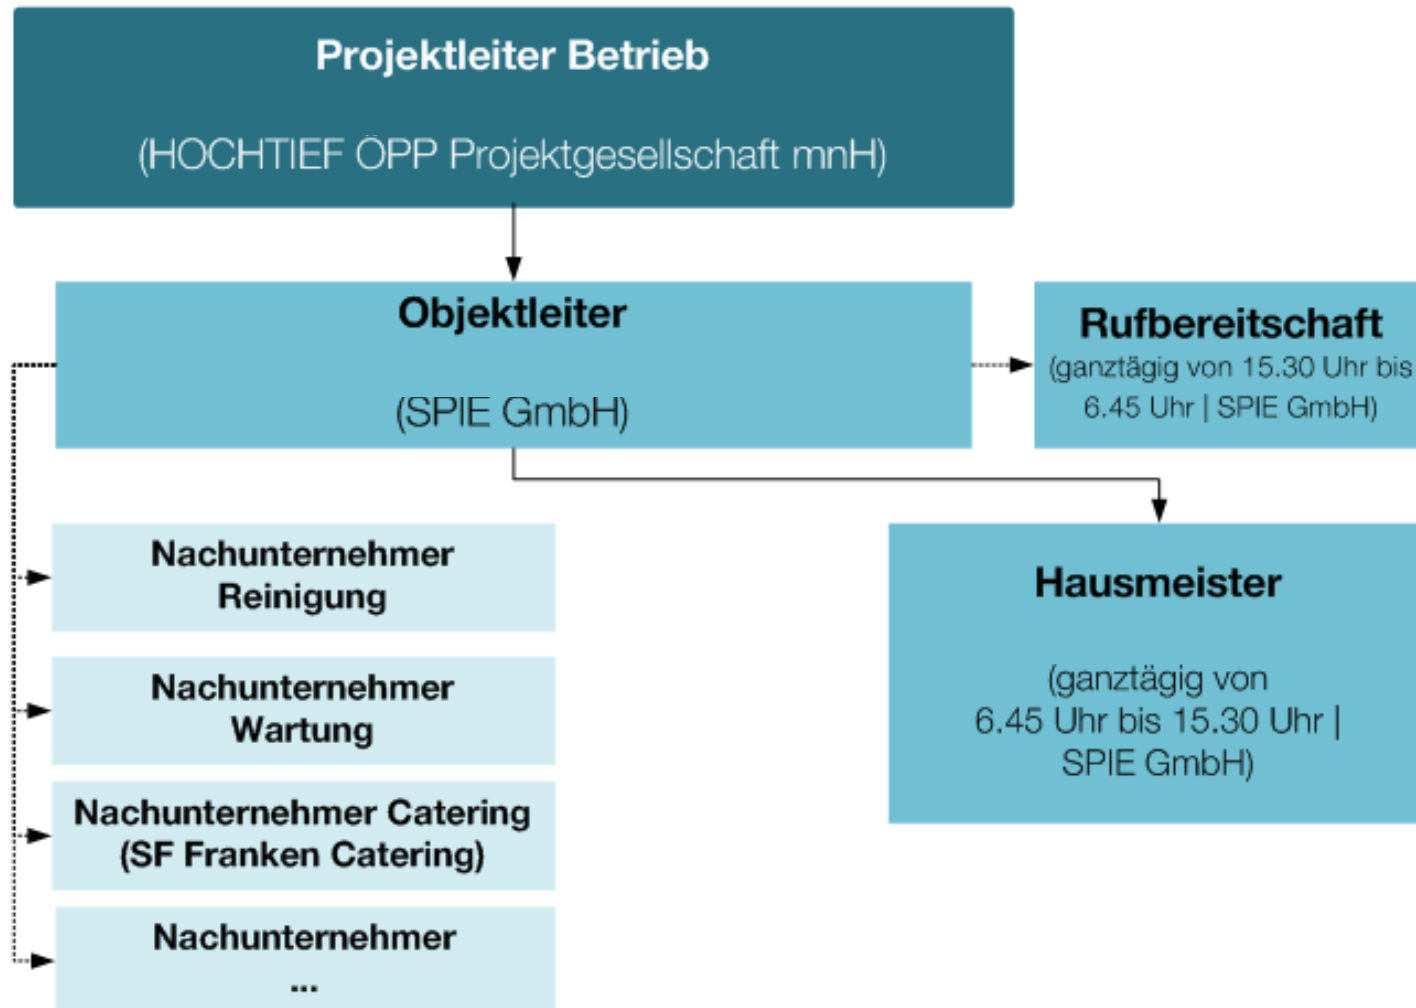 Projektleiter Betrieb
(HOCHTIEF ÖPP Projektgesellschaft mnH)
Objektleiter
(SPIE GmbH)
Rufbereitschaft
(ganztägig von 15.30 Uhr bis
6.45 Uhr | SPIE GmbH)
Nachunternehmer
Reinigung
Nachunternehmer
Wartung
Nachunternehmer Catering
(SF Franken Catering)
Nachunternehmer
...
Hausmeister
(ganztägig von
6.45 Uhr bis 15.30 Uhr |
SPIE GmbH)